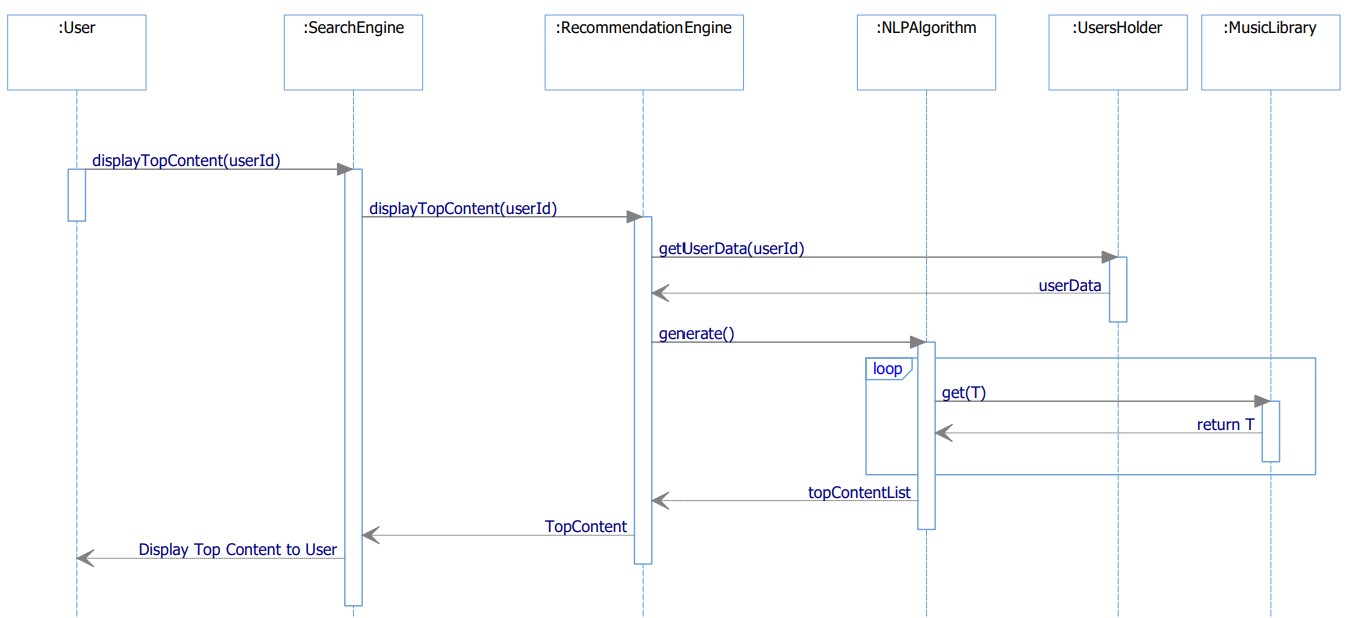 :User
:SearchEngine
:RecommendationEngine
:NLPAlgorithm
:UsersHolder
:MusicLibrary
displayTopContent(userId)
displayTopContent(userId)
getUserData(userId)
userData
generate()
loop
get(T)
return T
topContentList
TopContent
Display Top Content to User